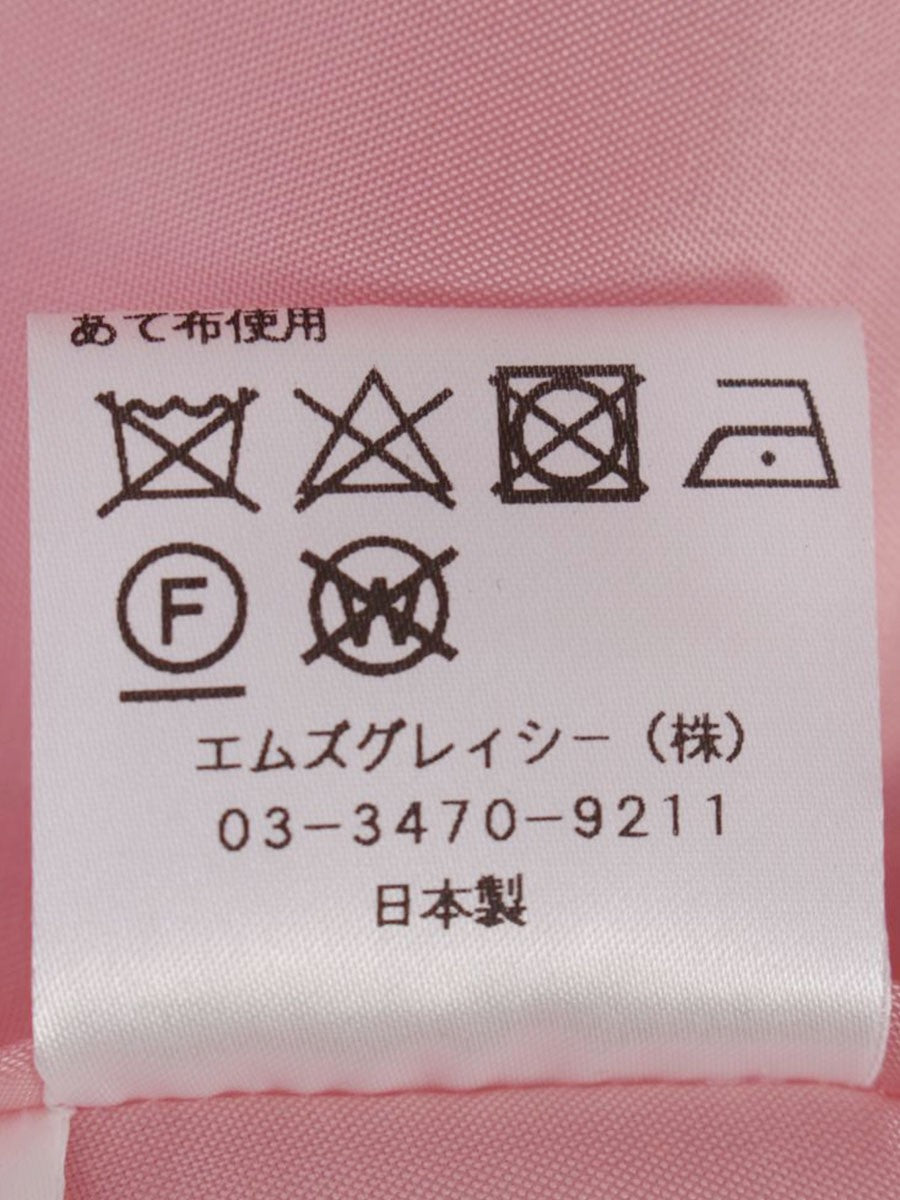 あて布使用
F
W
エムズグレイシー(株)
03-3470-9211
日本製